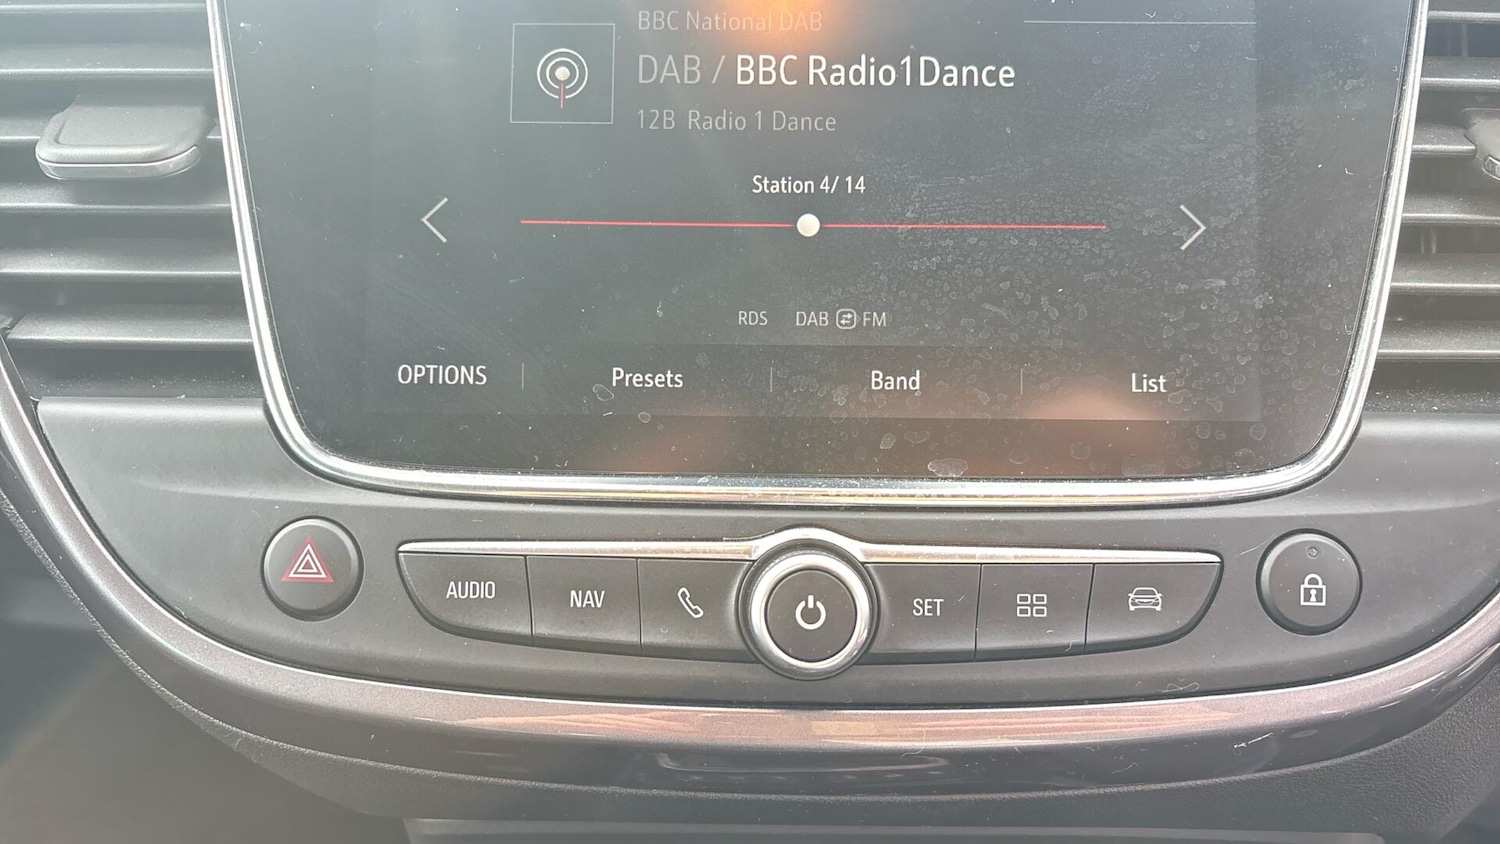 BBC National DAB
DAB / BBC Radio1Dance
12B Radio 1 Dance
Station 4/ 14
RDS DAB FM
OPTIONS Presets Band List
AUDIO NAV SET